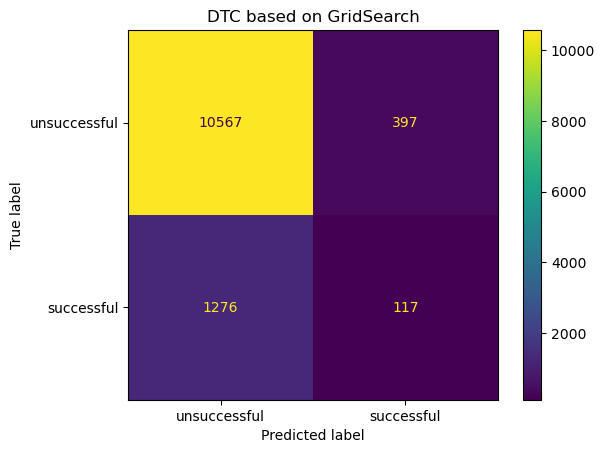 DTC based on GridSearch
True label
unsuccessful
10567
397
successful
1276
117
unsuccessful
successful
Predicted label
10000
8000
6000
4000
2000